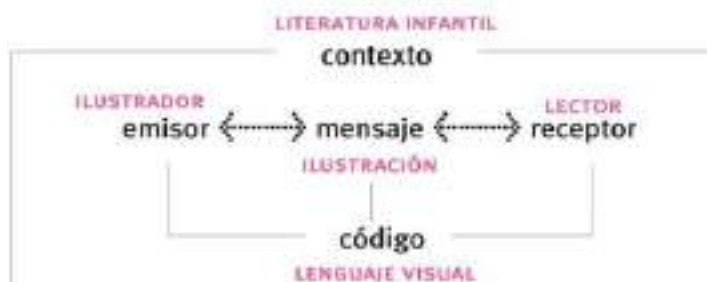 LITERATURA INFANTIL
contexto
ILUSTRADOR LECTOR
emisor mensaje receptor
ILUSTRACIÓN
código
LENGUAJE VISUAL